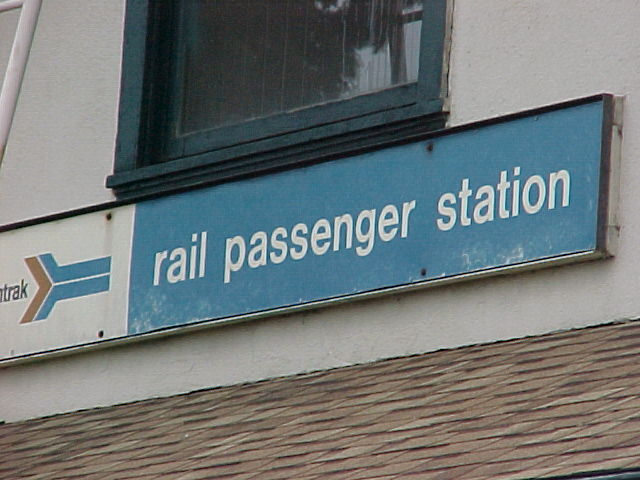 ntrak
rail passenger station